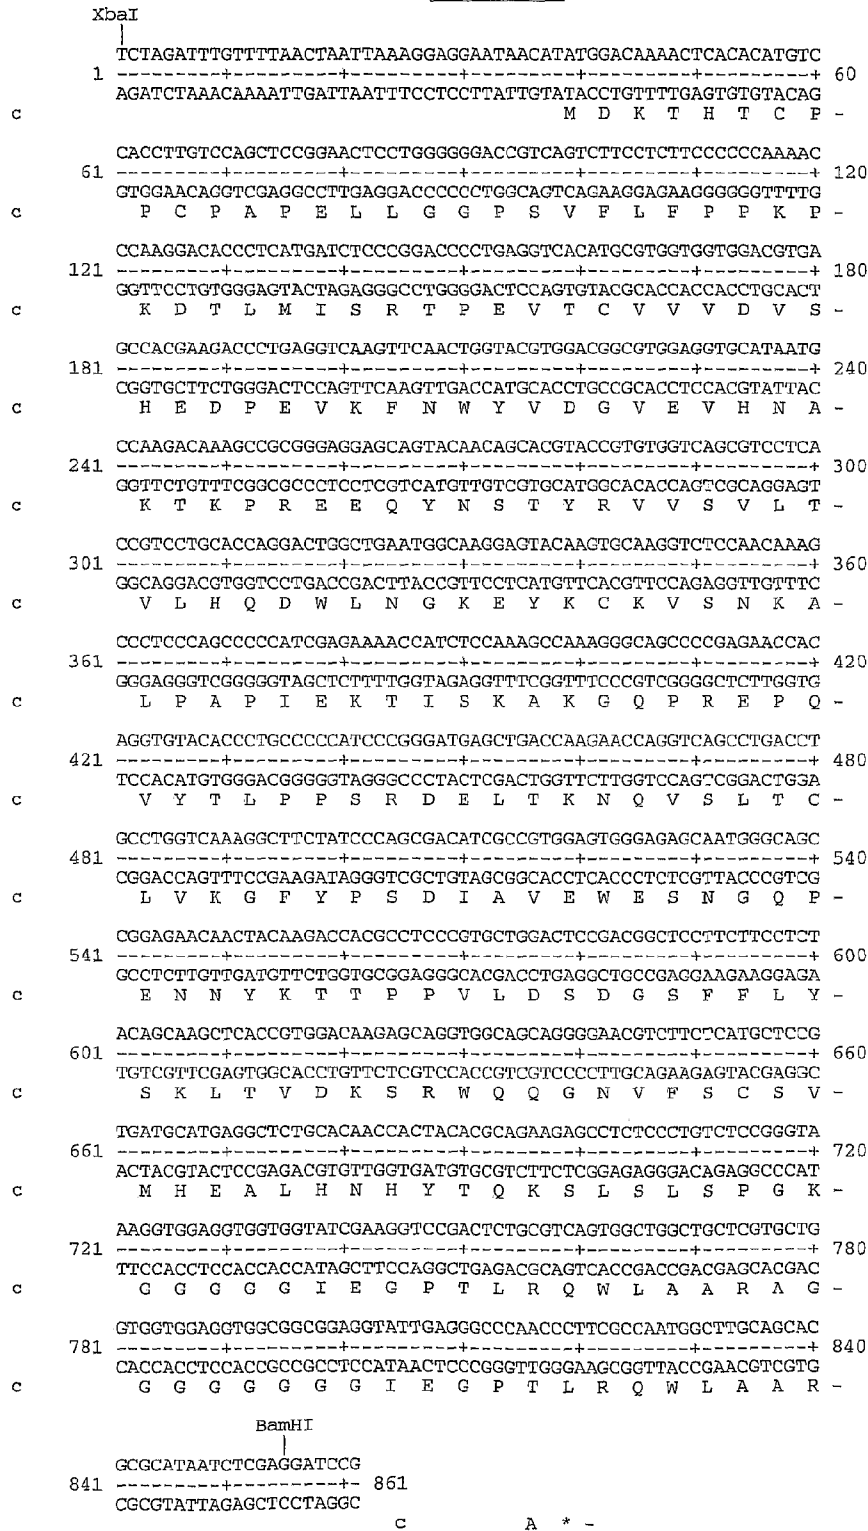 XbaI
TCTAGATTTGTTTTAACTAATTAAAGGAGGAATAACATATGGACAAAACTCACACATGTC
1 ---------+---------+---------+---------+---------+---------+ 60
AGATCTAAACAAAATTGATTAATTTCCTCCTTATTGTATACCTGTTTTGAGTGTGTACAG
c M D K T H T C P -
CACCTTGTCCAGCTCCGGAACTCCTGGGGGGACCGTCAGTCTTCCTCTTCCCCCCAAAAC
61 ---------+---------+---------+---------+---------+---------+ 120
GTGGAACAGGTCGAGGCCTTGAGGACCCCCCTGGCAGTCAGAAGGAGAAGGGGGGTTTTG
c P C P A P E L L G G P S V F L F P P K P -
CCAAGGACACCCTCATGATCTCCCGGACCCCTGAGGTCACATGCGTGGTGGTGGACGTGA
121 ---------+---------+---------+---------+---------+---------+ 180
GGTTCCTGTGGGAGTACTAGAGGGCCTGGGGACTCCAGTGTACGCACCACCACCTGCACT
c K D T L M I S R T P E V T C V V V D V S -
GCCACGAAGACCCTGAGGTCAAGTTCAACTGGTACGTGGACGGCGTGGAGGTGCATAATG
181 ---------+---------+---------+---------+---------+---------+ 240
CGGTGCTTCTGGGACTCCAGTTCAAGTTGACCATGCACCTGCCGCACCTCCACGTATTAC
c H E D P E V K F N W Y V D G V E V H N A -
CCAAGACAAAGCCGCGGGAGGAGCAGTACAACAGCACGTACCGTGTGGTCAGCGTCCTCA
241 ---------+---------+---------+---------+---------+---------+ 300
GGTTCTGTTTCGGCGCCCTCCTCGTCATGTTGTCGTGCATGGCACACCAGTCGCAGGAGT
c K T K P R E E Q Y N S T Y R V V S V L T -
CCGTCCTGCACCAGGACTGGCTGAATGGCAAGGAGTACAAGTGCAAGGTCTCCAACAAAG
301 ---------+---------+---------+---------+---------+---------+ 360
GGCAGGACGTGGTCCTGACCGACTTACCGTTCCTCATGTTCACGTTCCAGAGGTTGTTTC
c V L H Q D W L N G K E Y K C K V S N K A -
CCCTCCCAGCCCCCATCGAGAAAACCATCTCCAAAGCCAAAGGGCAGCCCCGAGAACCAC
361 ---------+---------+---------+---------+---------+---------+ 420
GGGAGGGTCGGGGGTAGCTCTTTTGGTAGAGGTTTCGGTTTCCCGTCGGGGCTCTTGGTG
c L P A P I E K T I S K A K G Q P R E P Q -
AGGTGTACACCCTGCCCCCATCCCGGGATGAGCTGACCAAGAACCAGGTCAGCCTGACCT
421 ---------+---------+---------+---------+---------+---------+ 480
TCCACATGTGGGACGGGGGTAGGGCCCTACTCGACTGGTTCTTGGTCCAGTCGGACTGGA
c V Y T L P P S R D E L T K N Q V S L T C -
GCCTGGTCAAAGGCTTCTATCCCAGCGACATCGCCGTGGAGTGGGAGAGCAATGGGCAGC
481 ---------+---------+---------+---------+---------+---------+ 540
CGGACCAGTTTCCGAAGATAGGGTCGCTGTAGCGGCACCTCACCCTCTCGTTACCCGTCG
c L V K G F Y P S D I A V E W E S N G Q P -
CGGAGAACAACTACAAGACCACGCCTCCCGTGCTGGACTCCGACGGCTCCTTCTTCCTCT
541 ---------+---------+---------+---------+---------+---------+ 600
GCCTCTTGTTGATGTTCTGGTGCGGAGGGCACGACCTGAGGCTGCCGAGGAAGAAGGAGA
c E N N Y K T T P P V L D S D G S F F L Y -
ACAGCAAGCTCACCGTGGACAAGAGCAGGTGGCAGCAGGGGAACGTCTTCTCATGCTCCG
601 ---------+---------+---------+---------+---------+---------+ 660
TGTCGTTCGAGTGGCACCTGTTCTCGTCCACCGTCGTCCCCTTGCAGAAGAGTACGAGGC
c S K L T V D K S R W Q Q G N V F S C S V -
TGATGCATGAGGCTCTGCACAACCACTACACGCAGAAGAGCCTCTCCCTGTCTCCGGGTA
661 ---------+---------+---------+---------+---------+---------+ 720
ACTACGTACTCCGAGACGTGTTGGTGATGTGCGTCTTCTCGGAGAGGGACAGAGGCCCAT
c M H E A L H N H Y T Q K S L S L S P G K -
AAGGTGGAGGTGGTGGTATCGAAGGTCCGACTCTGCGTCAGTGGCTGGCTGCTCGTGCTG
721 ---------+---------+---------+---------+---------+---------+ 780
TTCCACCTCCACCACCATAGCTTCCAGGCTGAGACGCAGTCACCGACCGACGAGCACGAC
c G G G G G I E G P T L R Q W L A A R A G -
GTGGTGGAGGTGGCGGCGGAGGTATTGAGGGCCCAACCCTTCGCCAATGGCTTGCAGCAC
781 ---------+---------+---------+---------+---------+---------+ 840
CACCACCTCCACCGCCGCCTCCATAACTCCCGGGTTGGGAAGCGGTTACCGAACGTCGTG
c G G G G G G G I E G P T L R Q W L A A R -
BamHI
GCGCATAATCTCGAGGATCCG
841 ---------+---------+- 861
CGCGTATTAGAGCTCCTAGGC
c A * -